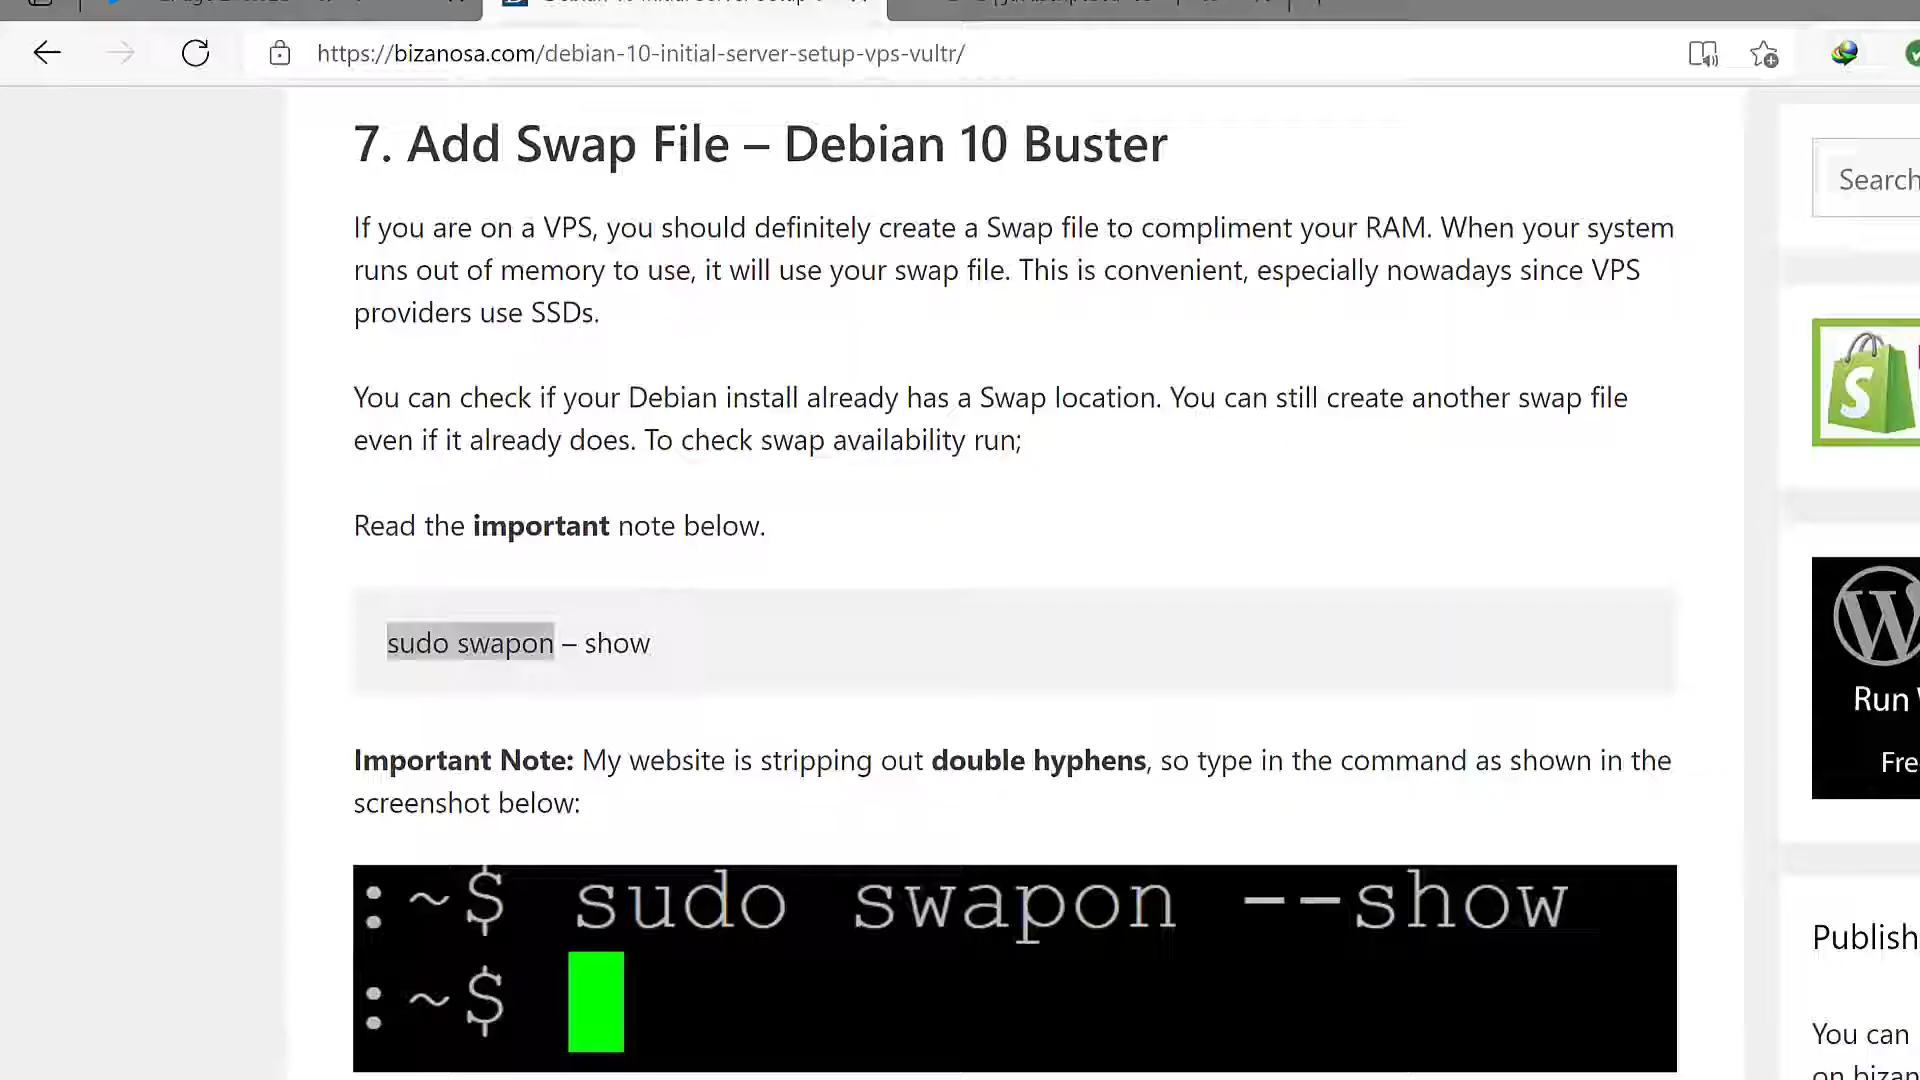 https://bizanosa.com/debian-10-initial-server-setup-vps-vultr/
7. Add Swap File – Debian 10 Buster
If you are on a VPS, you should definitely create a Swap file to compliment your RAM. When your system
runs out of memory to use, it will use your swap file. This is convenient, especially nowadays since VPS
providers use SSDs.
You can check if your Debian install already has a Swap location. You can still create another swap file
even if it already does. To check swap availability run;
Read the important note below.
sudo swapon – show
Important Note: My website is stripping out double hyphens, so type in the command as shown in the
screenshot below:
:~$ sudo swapon --show
:~$
Search
S
W
Run
Fre
Publish
You can
on bizan